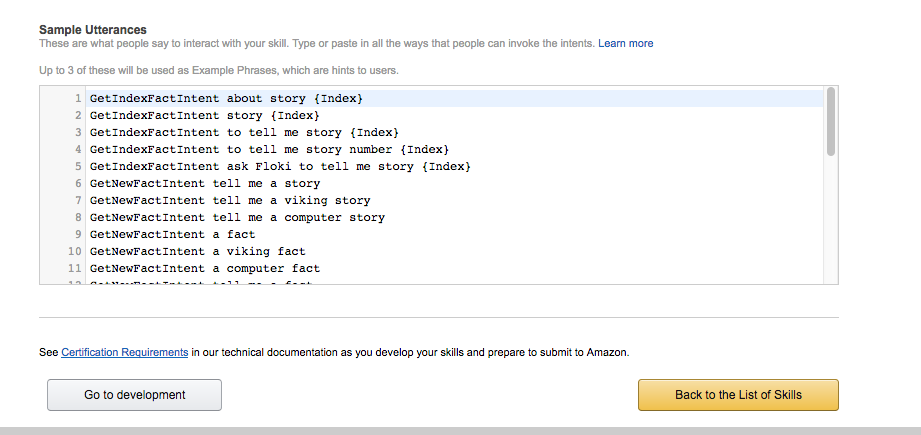 Sample Utterances
These are what people say to interact with your skill. Type or paste in all the ways that people can invoke the intents. Learn more
Up to 3 of these will be used as Example Phrases, which are hints to users.
1 GetIndexFactIntent about story {Index}
2 GetIndexFactIntent story {Index}
3 GetIndexFactIntent to tell me story {Index}
4 GetIndexFactIntent to tell me story number {Index}
5 GetIndexFactIntent ask Floki to tell me story {Index}
6 GetNewFactIntent tell me a story
7 GetNewFactIntent tell me a viking story
8 GetNewFactIntent tell me a computer story
9 GetNewFactIntent a fact
10 GetNewFactIntent a viking fact
11 GetNewFactIntent a computer fact
12 GetNewFactIntent tell me a fact
See Certification Requirements in our technical documentation as you develop your skills and prepare to submit to Amazon.
Go to development
Back to the List of Skills